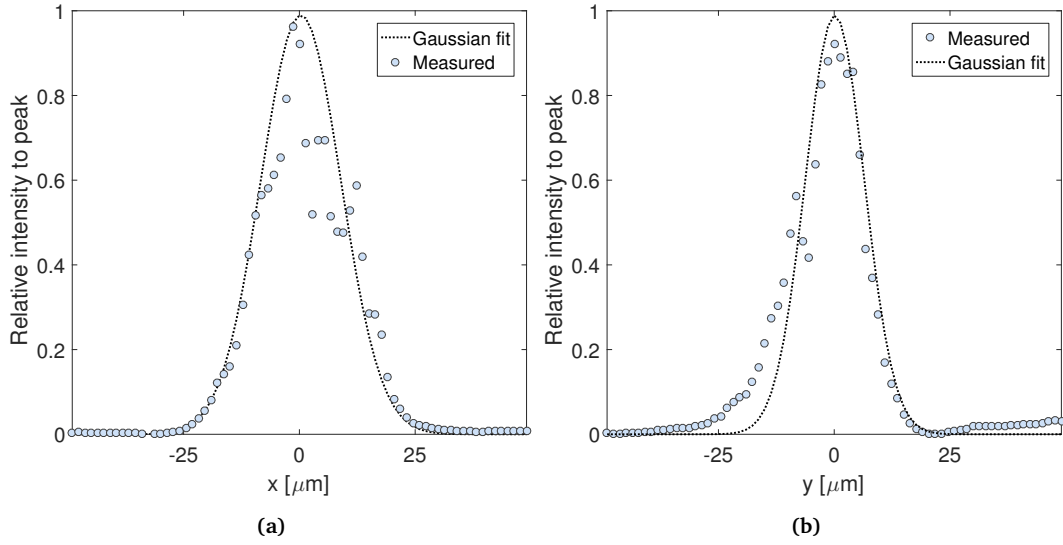 1
0.8
0.6
0.4
0.2
0
Relative intensity to peak
-25
0
25
x [μm]
Gaussian fit
Measured
(a)
1
0.8
0.6
0.4
0.2
0
Relative intensity to peak
-25
0
25
y [μm]
Measured
Gaussian fit
(b)